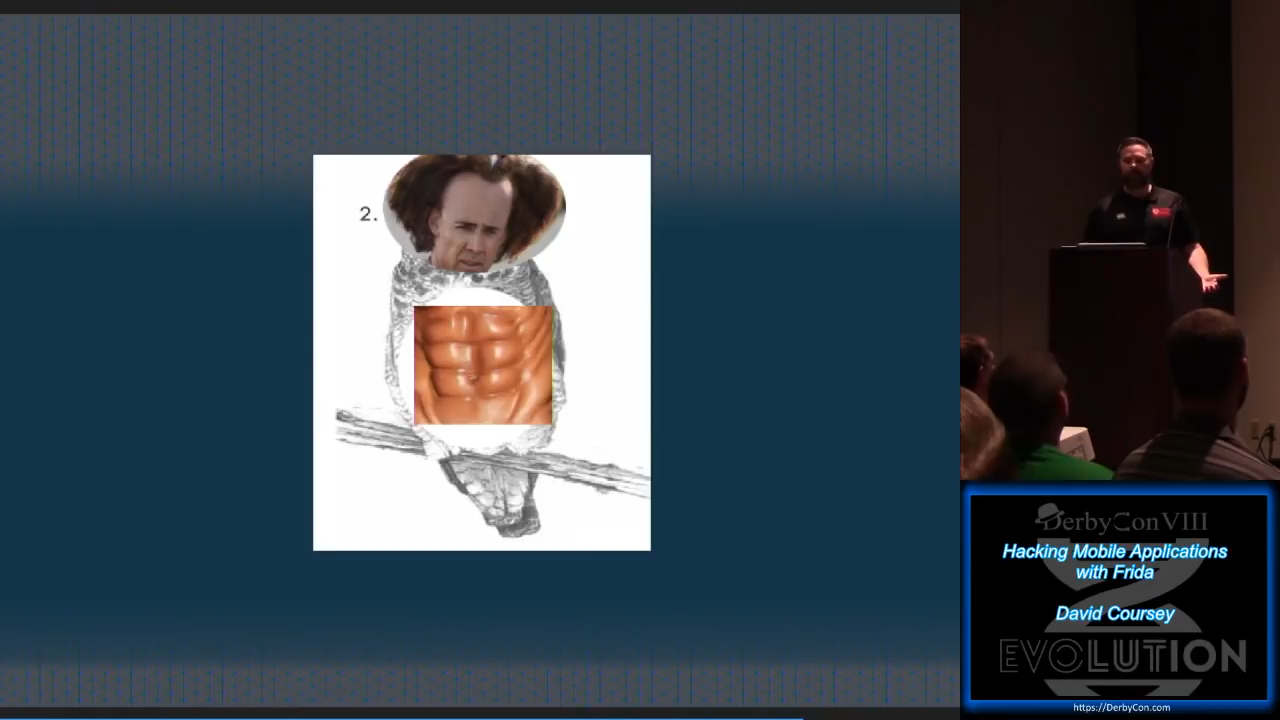 2.
DerbyCon VIII
Hacking Mobile Applications
with Frida
David Coursey
EVOLUTION
https://DerbyCon.com